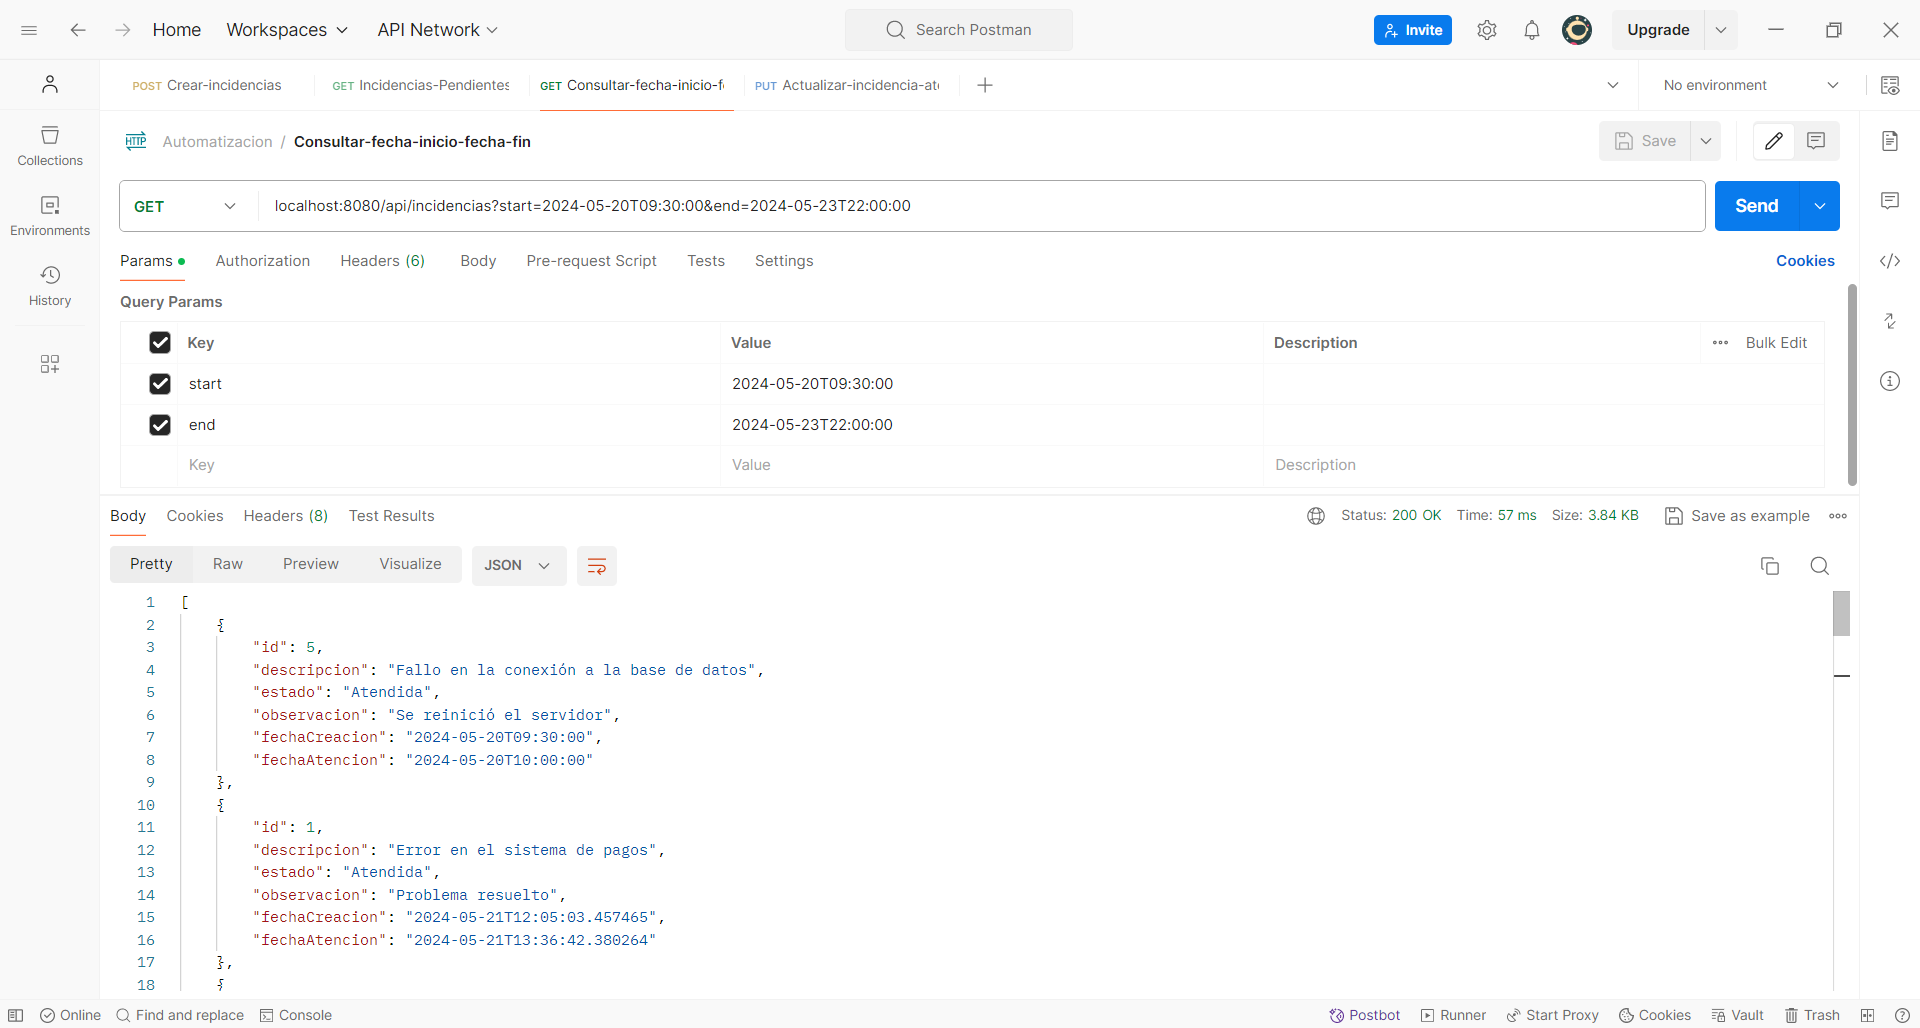 Home Workspaces API Network Search Postman Invite Upgrade
POST Crear-incidencias GET Incidencias-Pendientes GET Consultar-fecha-inicio-f PUT Actualizar-incidencia-at No environment
HTTP Automatizacion / Consultar-fecha-inicio-fecha-fin Save
Collections
Environments
History
GET localhost:8080/api/incidencias?start=2024-05-20T09:30:00&end=2024-05-23T22:00:00 Send
Params Authorization Headers (6) Body Pre-request Script Tests Settings Cookies
Query Params
Key Value Description Bulk Edit
start 2024-05-20T09:30:00
end 2024-05-23T22:00:00
Key Value Description
Body Cookies Headers (8) Test Results Status: 200 OK Time: 57 ms Size: 3.84 KB Save as example
Pretty Raw Preview Visualize JSON
1 [
2 {
3 "id": 5,
4 "descripcion": "Fallo en la conexión a la base de datos",
5 "estado": "Atendida",
6 "observacion": "Se reinició el servidor",
7 "fechaCreacion": "2024-05-20T09:30:00",
8 "fechaAtencion": "2024-05-20T10:00:00"
9 },
10 {
11 "id": 1,
12 "descripcion": "Error en el sistema de pagos",
13 "estado": "Atendida",
14 "observacion": "Problema resuelto",
15 "fechaCreacion": "2024-05-21T12:05:03.457465",
16 "fechaAtencion": "2024-05-21T13:36:42.380264"
17 },
18 {
Online Find and replace Console Postbot Runner Start Proxy Cookies Vault Trash